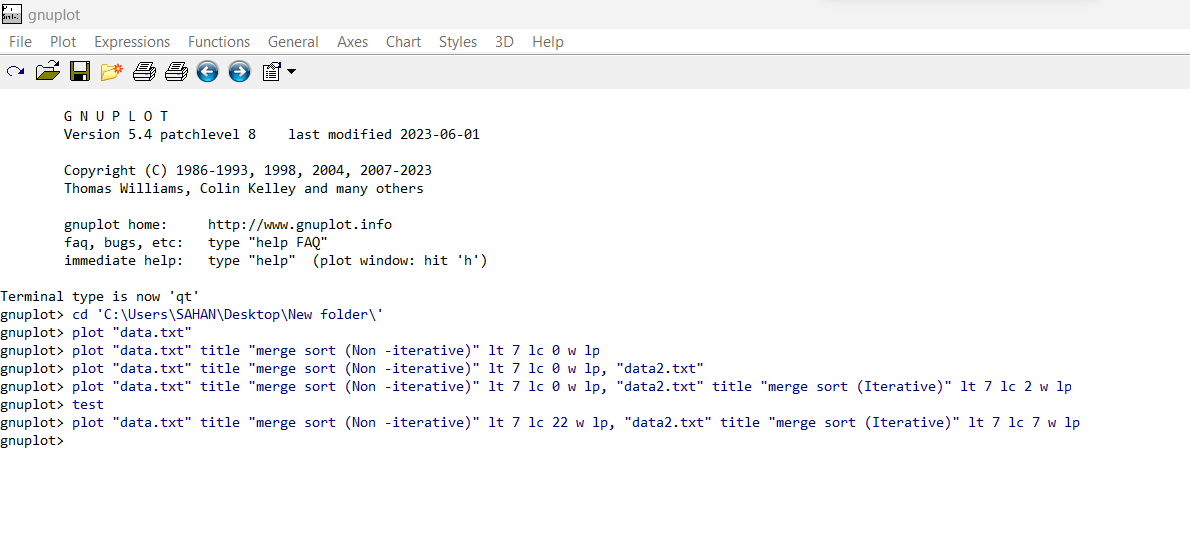 gnuplot
File Plot Expressions Functions General Axes Chart Styles 3D Help
G N U P L O T
Version 5.4 patchlevel 8    last modified 2023-06-01
Copyright (C) 1986-1993, 1998, 2004, 2007-2023
Thomas Williams, Colin Kelley and many others
gnuplot home:     http://www.gnuplot.info
faq, bugs, etc:   type "help FAQ"
immediate help:   type "help"  (plot window: hit 'h')
Terminal type is now 'qt'
gnuplot> cd 'C:\Users\SAHAN\Desktop\New folder\'
gnuplot> plot "data.txt"
gnuplot> plot "data.txt" title "merge sort (Non -iterative)" lt 7 lc 0 w lp
gnuplot> plot "data.txt" title "merge sort (Non -iterative)" lt 7 lc 0 w lp, "data2.txt"
gnuplot> plot "data.txt" title "merge sort (Non -iterative)" lt 7 lc 0 w lp, "data2.txt" title "merge sort (Iterative)" lt 7 lc 2 w lp
gnuplot> test
gnuplot> plot "data.txt" title "merge sort (Non -iterative)" lt 7 lc 22 w lp, "data2.txt" title "merge sort (Iterative)" lt 7 lc 7 w lp
gnuplot>